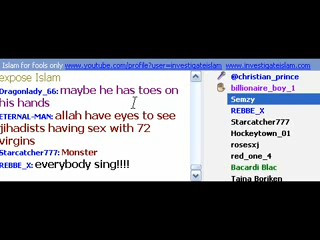 Islam for fools only www.youtube.com/profile?user=investigateislam www.investigateislam.com
expose Islam
Dragonlady_66: maybe he has toes on
his hands
ETERNAL-MAN: allah have eyes to see
jihadists having sex with 72
virgins
Starcatcher777: Monster
REBBE_X: everybody sing!!!!
@christian_prince
billionaire_boy_1
Semzy
REBBE_X
Starcatcher777
Hockeytown_01
rosesxj
red_one_4
Bacardi Blac
Taina Boriken